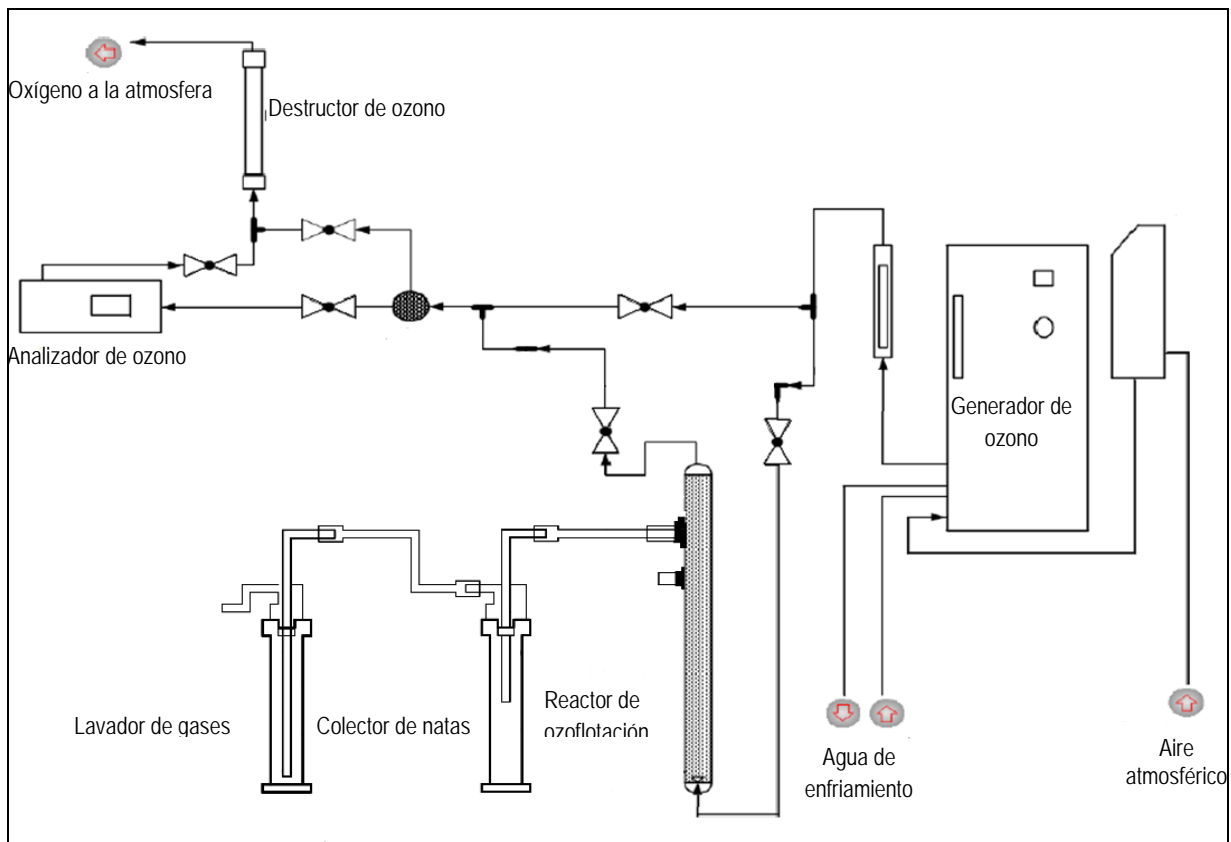 Oxígeno a la atmosfera
Destructor de ozono
Analizador de ozono
Generador de
ozono
Lavador de gases
Colector de natas
Reactor de
ozoflotación
Agua de
enfriamiento
Aire
atmosférico